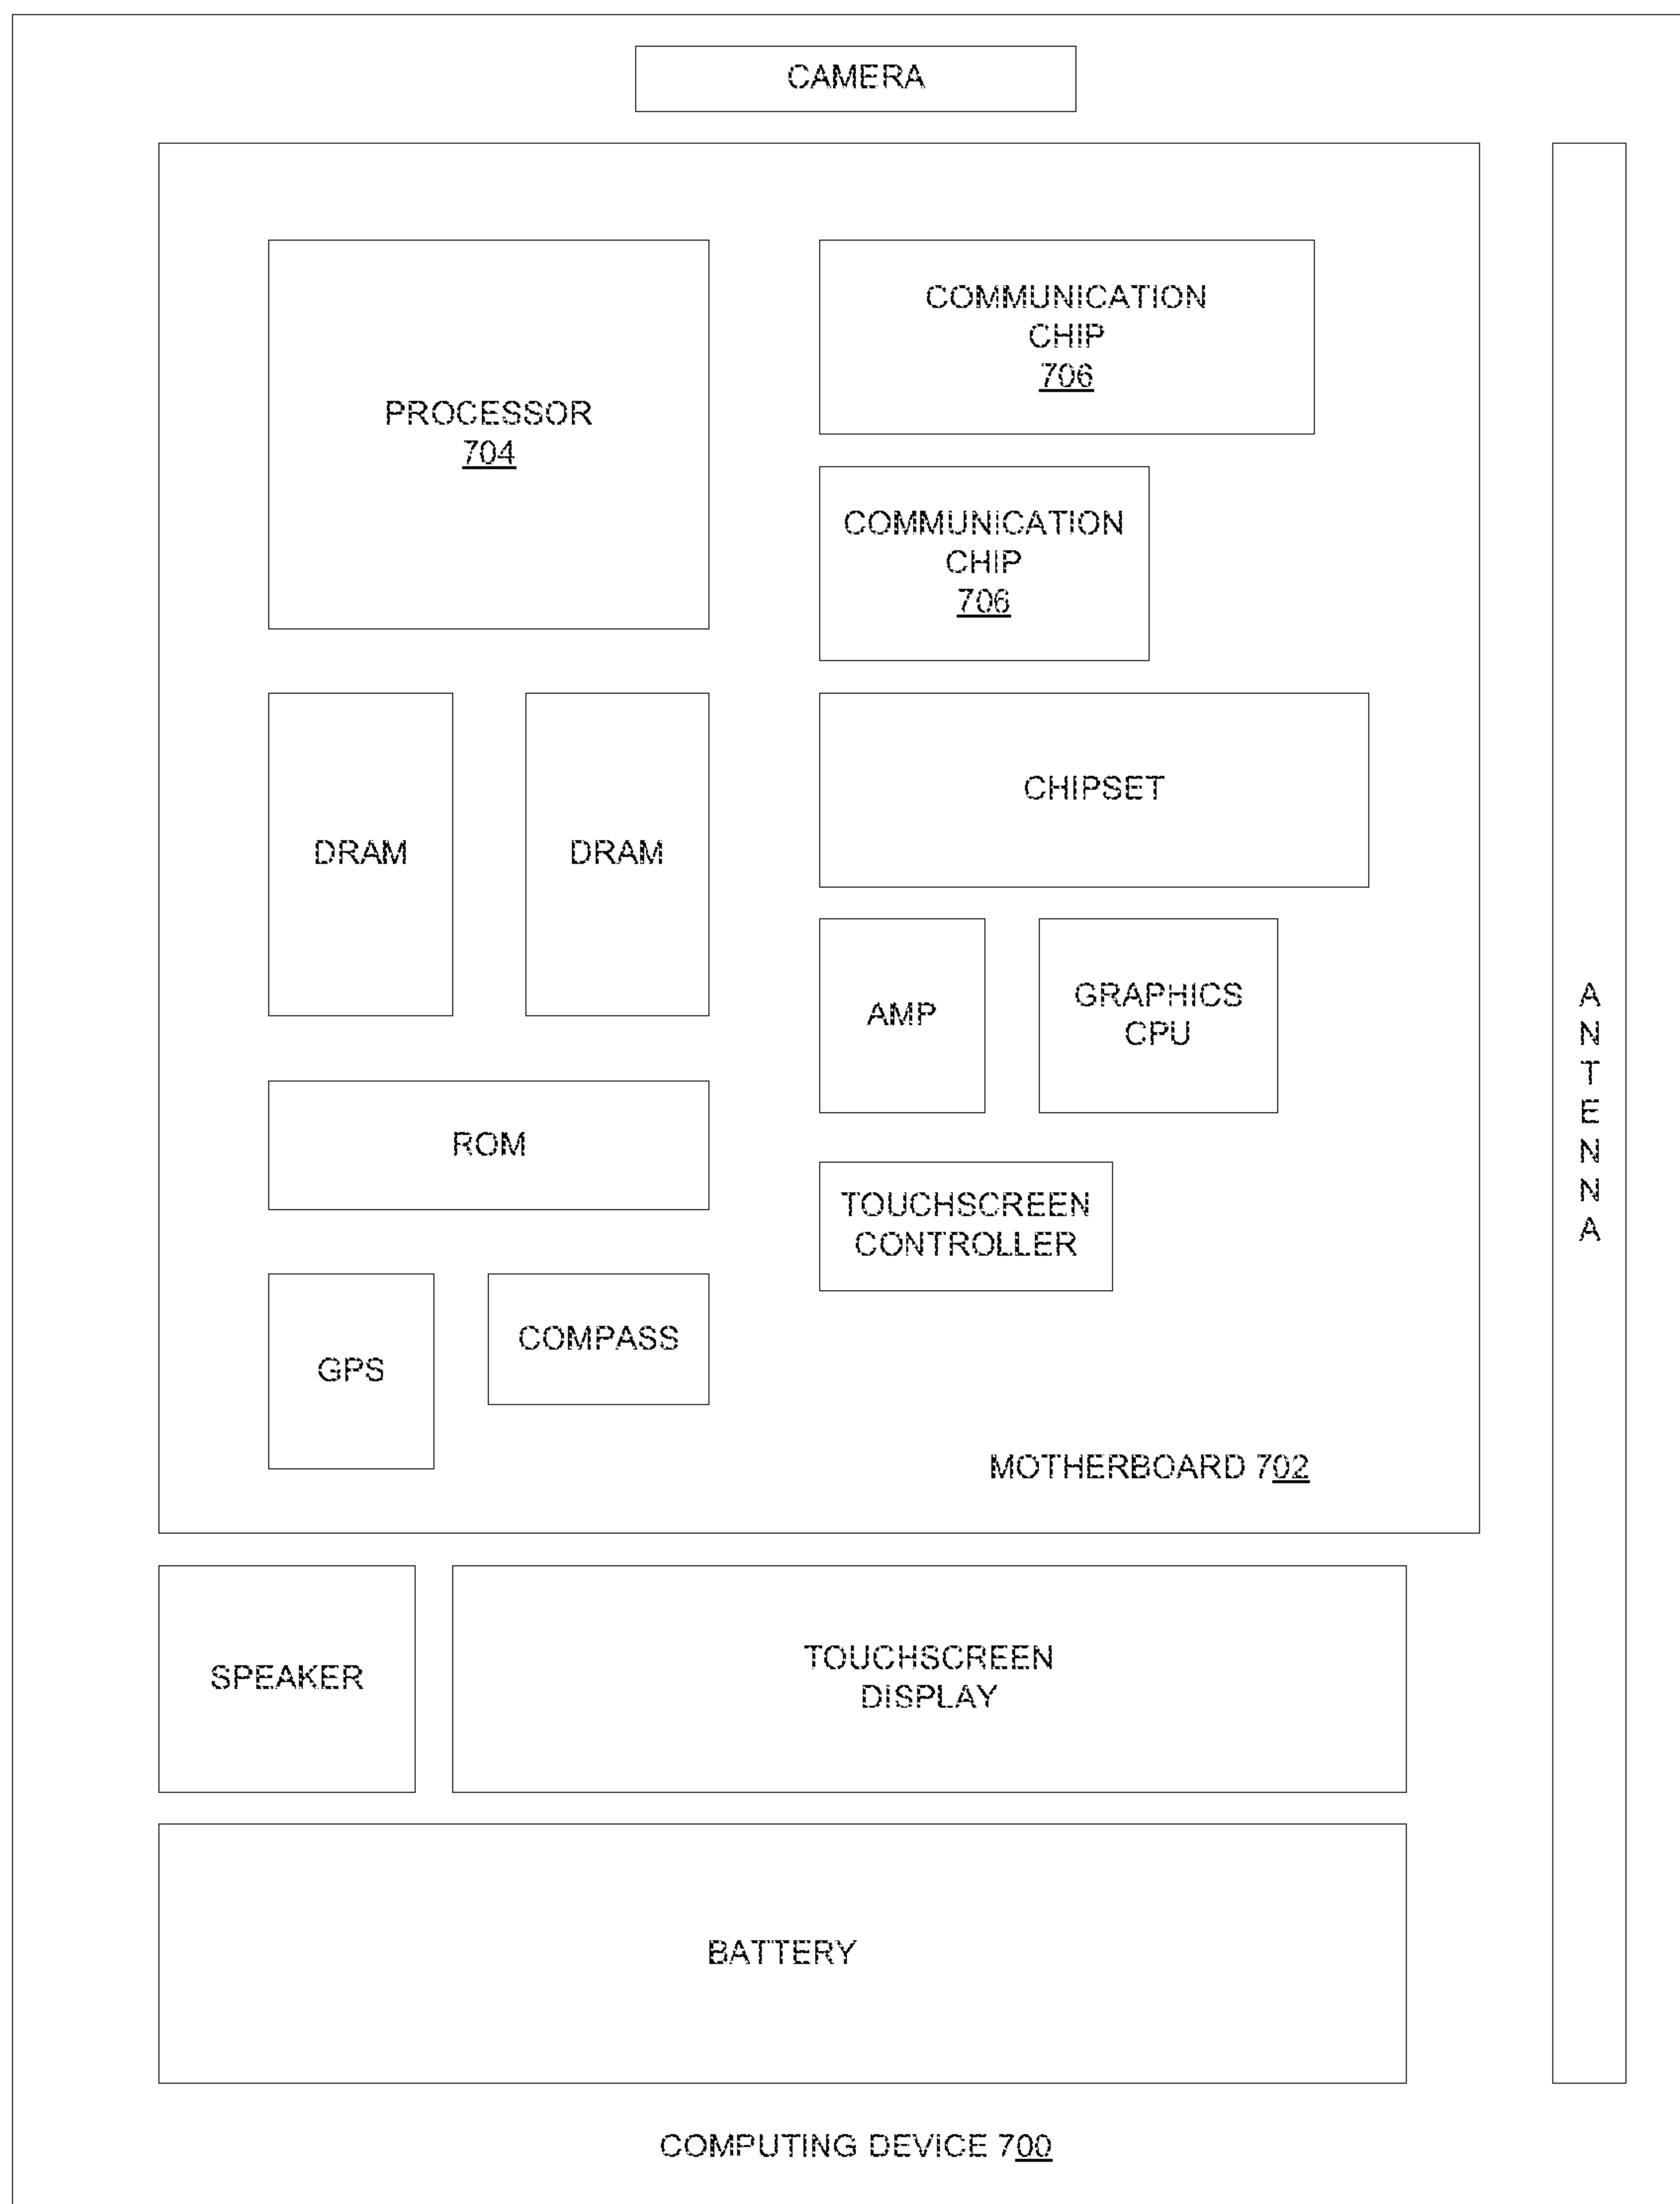 CAMERA
PROCESSOR
704
COMMUNICATION
CHIP
706
COMMUNICATION
CHIP
706
DRAM
DRAM
CHIPSET
AMP
GRAPHICS
CPU
ROM
TOUCHSCREEN
CONTROLLER
GPS
COMPASS
MOTHERBOARD 702
ANTENNA
SPEAKER
TOUCHSCREEN
DISPLAY
BATTERY
COMPUTING DEVICE 700